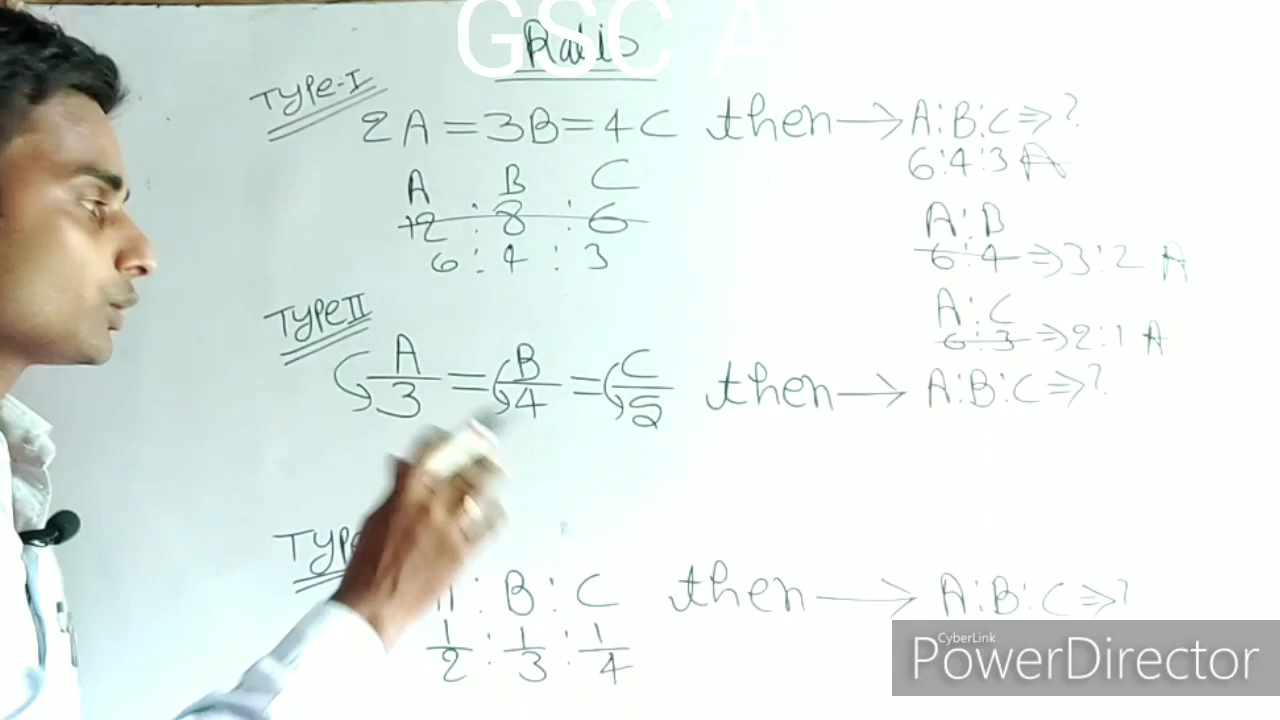 GSC A
Ratio
Type-I
2A=3B=4C then → A:B:C ⇒ ?
6:4:3 A
A B C
12 : 8 : 6
6 : 4 : 3
A:B
6:4 ⇒ 3:2 A
A:C
6:3 ⇒ 2:1 A
Type II
A/3 = B/4 = C/5 then → A:B:C ⇒ ?
Type
: B : C then → A:B:C ⇒ ?
1/2 : 1/3 : 1/4
CyberLink
PowerDirector